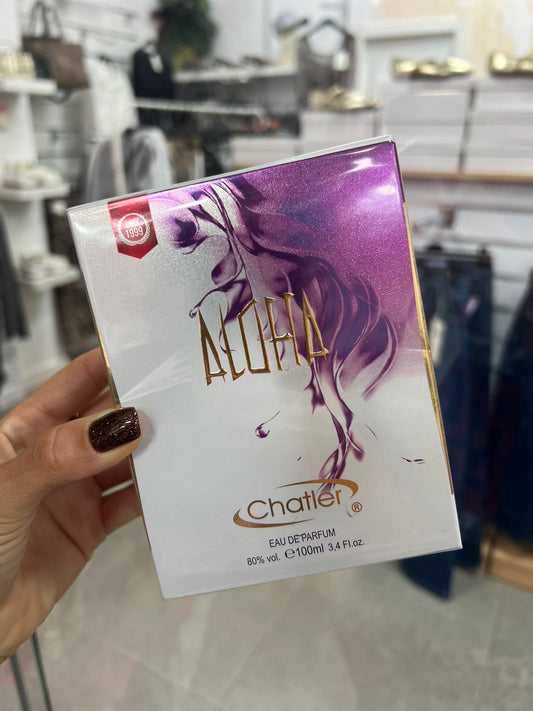 1999
ALOHA
Chatler®
EAU DE PARFUM
80% vol. ℮100ml 3,4 Fl.oz.